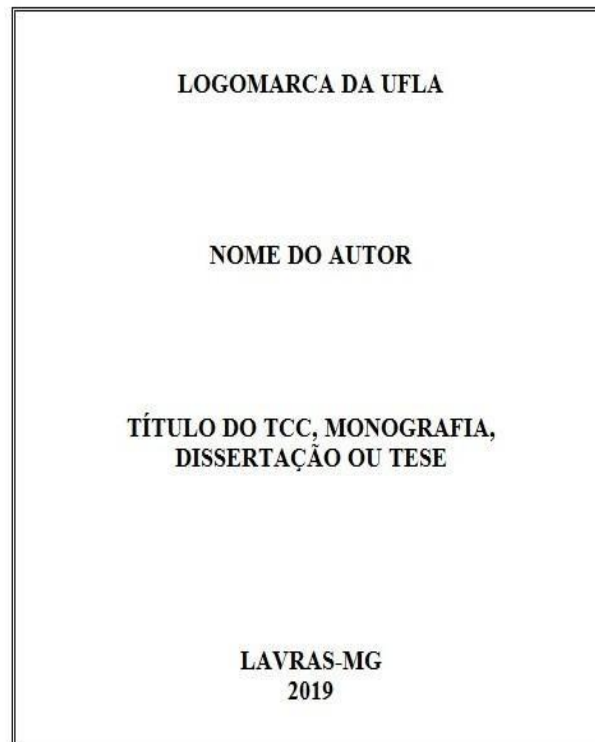 LOGOMARCA DA UFLA
NOME DO AUTOR
TÍTULO DO TCC, MONOGRAFIA,
DISSERTAÇÃO OU TESE
LAVRAS-MG
2019